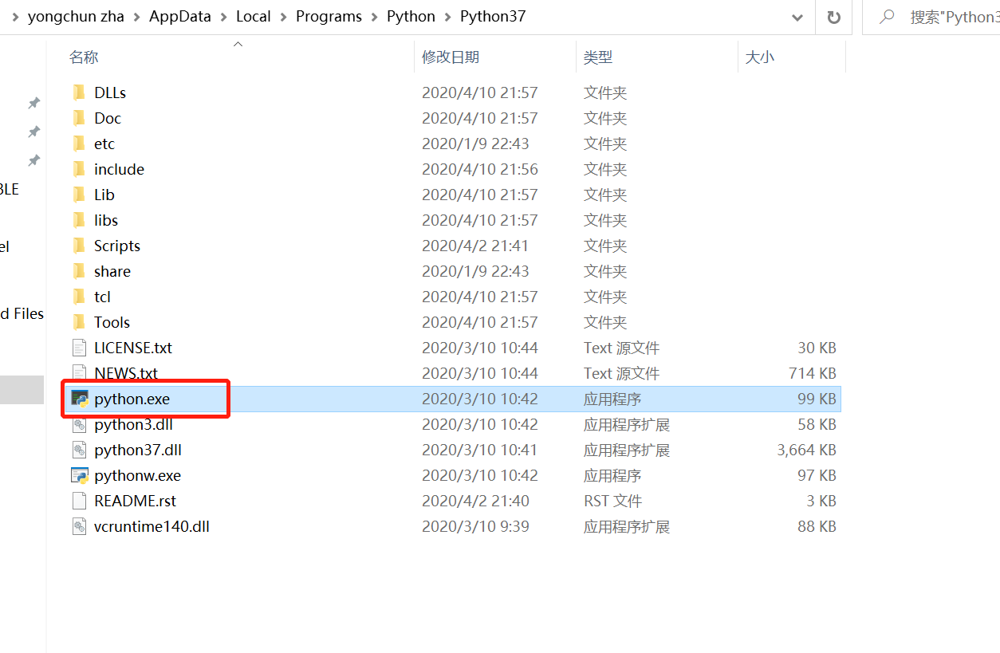 yongchun zha > AppData > Local > Programs > Python > Python37 搜索"Python3
名称 修改日期 类型 大小
DLLs 2020/4/10 21:57 文件夹
Doc 2020/4/10 21:57 文件夹
etc 2020/1/9 22:43 文件夹
include 2020/4/10 21:56 文件夹
BLE
Lib 2020/4/10 21:57 文件夹
libs 2020/4/10 21:57 文件夹
el
Scripts 2020/4/2 21:41 文件夹
share 2020/1/9 22:43 文件夹
tcl 2020/4/10 21:57 文件夹
d Files
Tools 2020/4/10 21:57 文件夹
LICENSE.txt 2020/3/10 10:44 Text 源文件 30 KB
NEWS.txt 2020/3/10 10:44 Text 源文件 714 KB
python.exe 2020/3/10 10:42 应用程序 99 KB
python3.dll 2020/3/10 10:42 应用程序扩展 58 KB
python37.dll 2020/3/10 10:41 应用程序扩展 3,664 KB
pythonw.exe 2020/3/10 10:42 应用程序 97 KB
README.rst 2020/4/2 21:40 RST 文件 3 KB
vcruntime140.dll 2020/3/10 9:39 应用程序扩展 88 KB